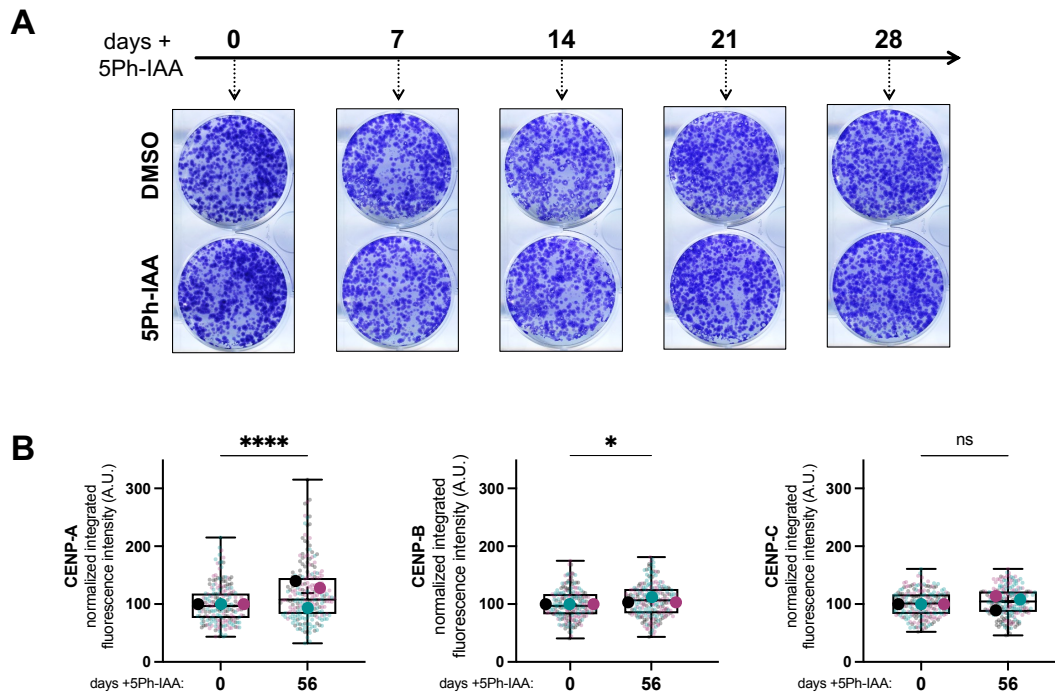 A
days +
5Ph-IAA
0 7 14 21 28
DMSO
5Ph-IAA
B
CENP-A
normalized integrated
fluorescence intensity (A.U.)
300
200
100
0
****
days +5Ph-IAA: 0 56
CENP-B
normalized integrated
fluorescence intensity (A.U.)
300
200
100
0
*
days +5Ph-IAA: 0 56
CENP-C
normalized integrated
fluorescence intensity (A.U.)
300
200
100
0
ns
days +5Ph-IAA: 0 56